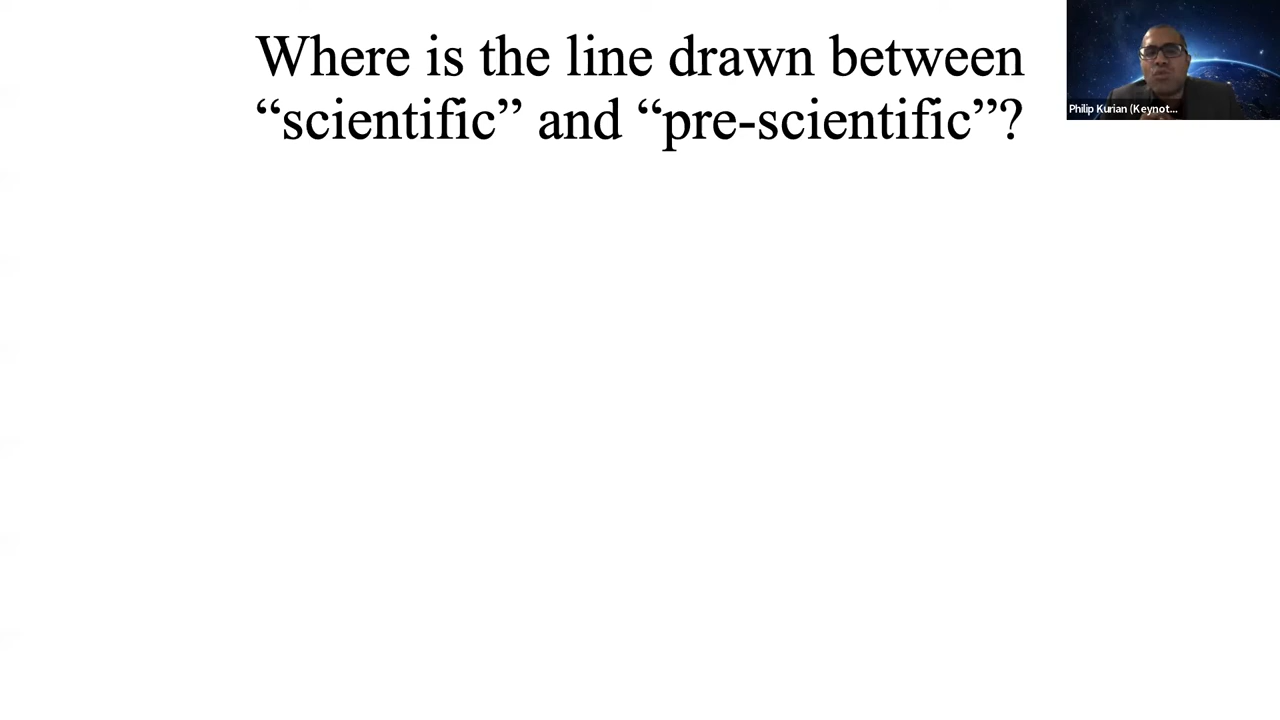 Where is the line drawn between
“scientific” and “pre-scientific”?
Philip Kurian (Keynot...